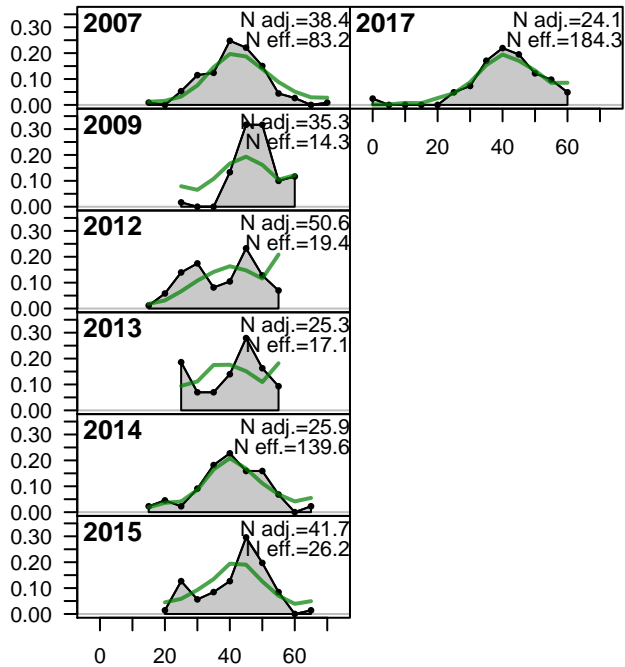 2007
N adj.=38.4
N eff.=83.2
0.30
0.20
0.10
0.00
2017
N adj.=24.1
N eff.=184.3
0 20 40 60
2009
N adj.=35.3
N eff.=14.3
0.30
0.20
0.10
0.00
2012
N adj.=50.6
N eff.=19.4
0.30
0.20
0.10
0.00
2013
N adj.=25.3
N eff.=17.1
0.30
0.20
0.10
0.00
2014
N adj.=25.9
N eff.=139.6
0.30
0.20
0.10
0.00
2015
N adj.=41.7
N eff.=26.2
0.30
0.20
0.10
0.00
0 20 40 60